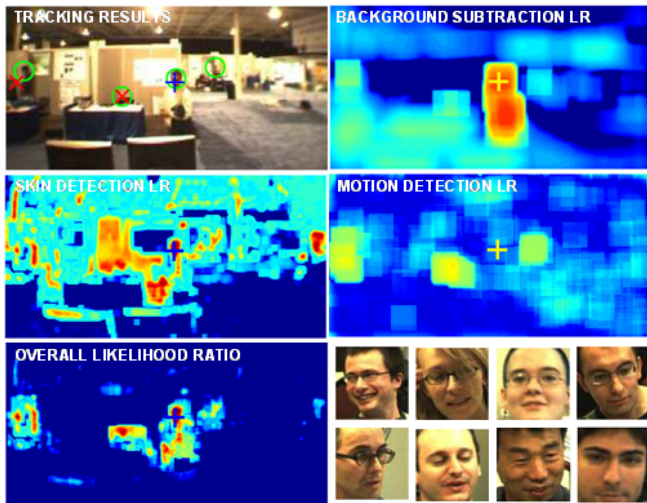 TRACKING RESULTS
BACKGROUND SUBTRACTION LR
SKIN DETECTION LR
MOTION DETECTION LR
OVERALL LIKELIHOOD RATIO